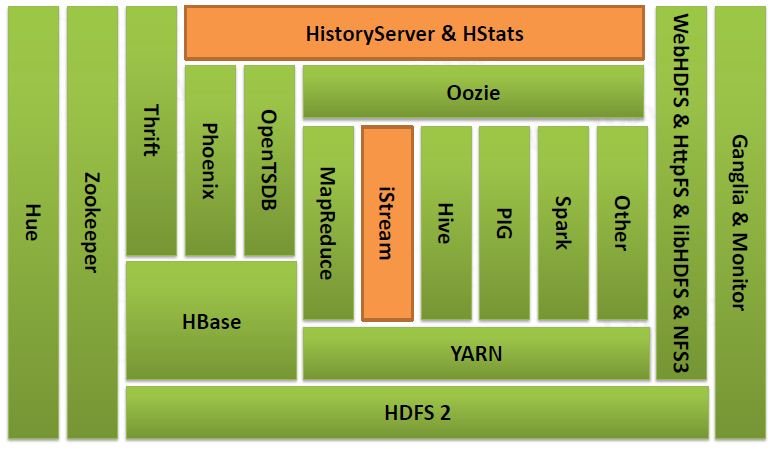 Hue
Zookeeper
Thrift
HistoryServer & HStats
Phoenix
OpenTSDB
Oozie
MapReduce
iStream
Hive
PIG
Spark
Other
HBase
YARN
HDFS 2
WebHDFS & HttpFS & libHDFS & NFS3
Ganglia & Monitor